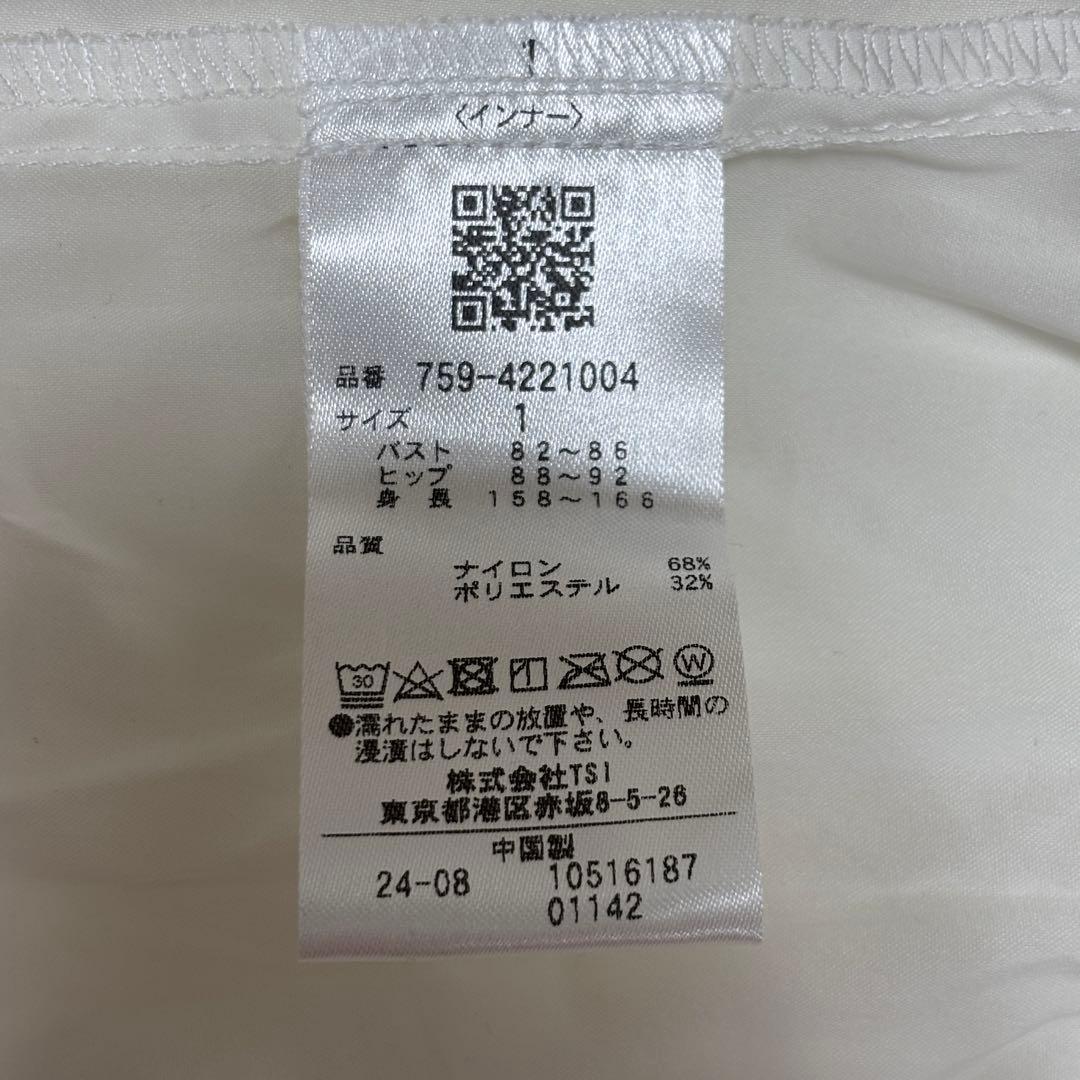 1
〈インナー〉
品番 759-4221004
サイズ 1
バスト 82～86
ヒップ 88～92
身長 158～166
品質
ナイロン 68%
ポリエステル 32%
30
W
●濡れたままの放置や、長時間の
浸漬はしないで下さい。
株式会社TSI
東京都港区赤坂8-5-26
中国製
24-08 10516187
01142